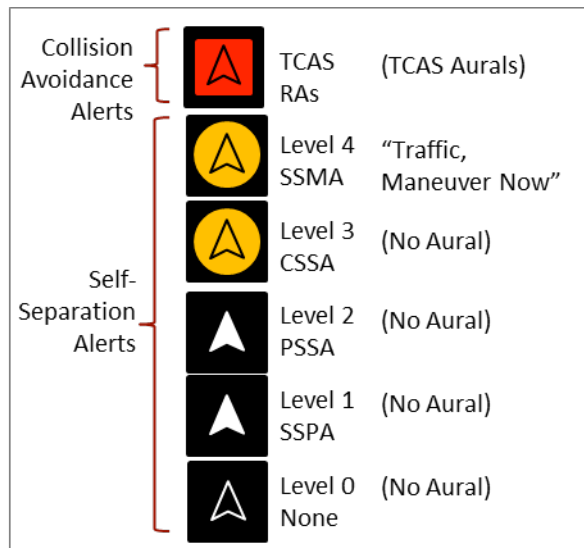 Collision
Avoidance
Alerts
TCAS (TCAS Aurals)
RAs
Level 4 “Traffic,
SSMA Maneuver Now”
Level 3 (No Aural)
CSSA
Self-
Separation
Alerts
Level 2 (No Aural)
PSSA
Level 1 (No Aural)
SSPA
Level 0 (No Aural)
None